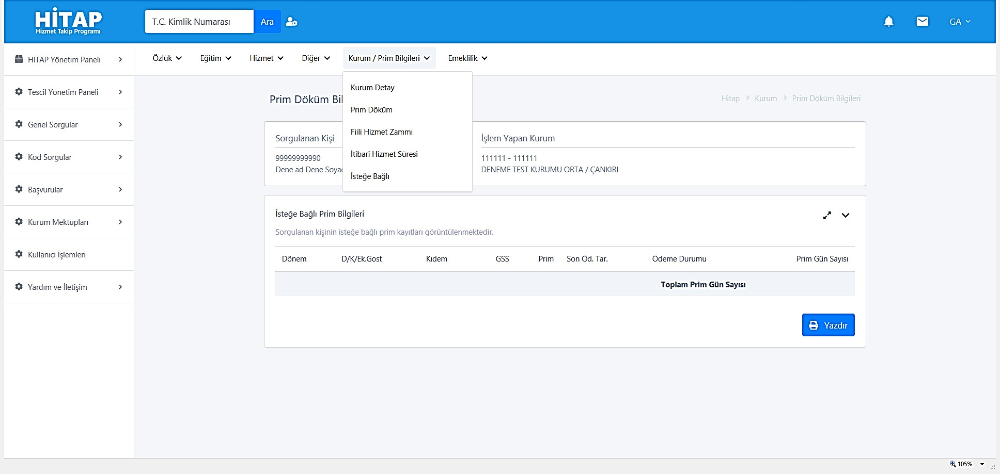 HİTAP
Hizmet Takip Programı
T.C. Kimlik Numarası
Ara
GA
HİTAP Yönetim Paneli
Tescil Yönetim Paneli
Genel Sorgular
Kod Sorgular
Başvurular
Kurum Mektupları
Kullanıcı İşlemleri
Yardım ve İletişim
Özlük
Eğitim
Hizmet
Diğer
Kurum / Prim Bilgileri
Emeklilik
Kurum Detay
Prim Döküm
Fiili Hizmet Zammı
İtibari Hizmet Süresi
İsteğe Bağlı
Prim Döküm
Hitap
Kurum
Prim Döküm Bilgileri
Sorgulanan Kişi
99999999990
Dene ad Dene
İşlem Yapan Kurum
111111 - 111111
DENEME TEST KURUMU ORTA / ÇANKIRI
İsteğe Bağlı Prim Bilgileri
Sorgulanan kişinin isteğe bağlı prim kayıtları görüntülenmektedir.
Dönem D/K/Ek.Gost Kıdem GSS Prim Son Öd. Tar. Ödeme Durumu Prim Gün Sayısı
Toplam Prim Gün Sayısı
Yazdır
105%